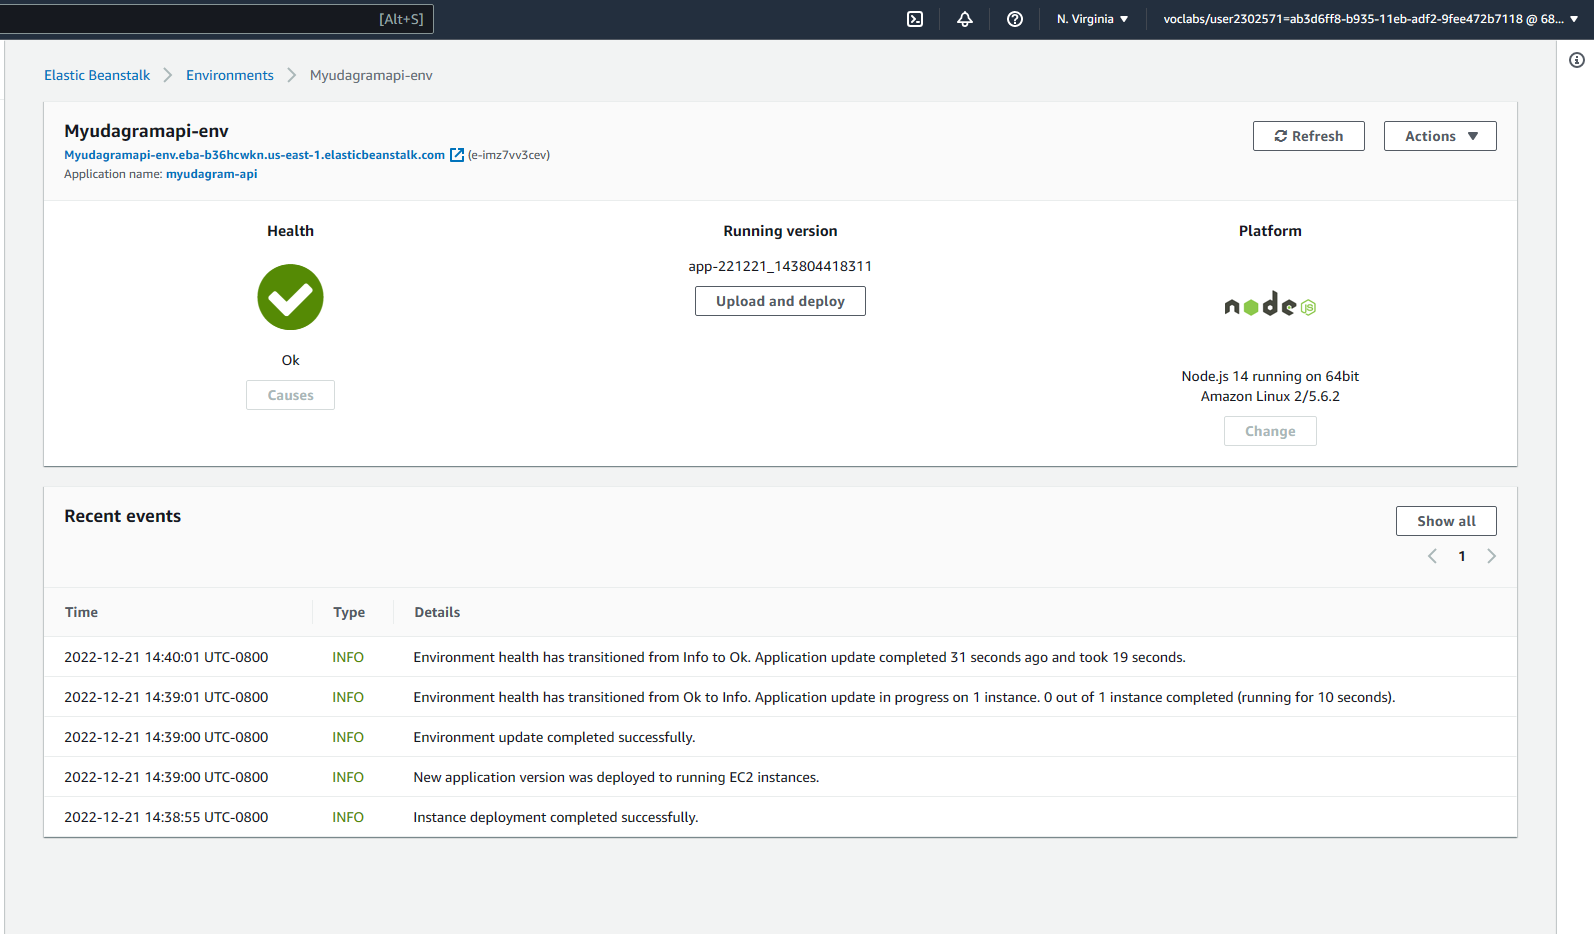 [Alt+S]
N. Virginia
voclabs/user2302571=ab3d6ff8-b935-11eb-adf2-9fee472b7118 @ 68...
Elastic Beanstalk
Environments
Myudagramapi-env
Myudagramapi-env
Myudagramapi-env.eba-b36hcwkn.us-east-1.elasticbeanstalk.com (e-imz7vv3cev)
Application name: myudagram-api
Refresh
Actions
Health
Ok
Causes
Running version
app-221221_143804418311
Upload and deploy
Platform
node JS
Node.js 14 running on 64bit
Amazon Linux 2/5.6.2
Change
Recent events
Show all
1
Time Type Details
2022-12-21 14:40:01 UTC-0800 INFO Environment health has transitioned from Info to Ok. Application update completed 31 seconds ago and took 19 seconds.
2022-12-21 14:39:01 UTC-0800 INFO Environment health has transitioned from Ok to Info. Application update in progress on 1 instance. 0 out of 1 instance completed (running for 10 seconds).
2022-12-21 14:39:00 UTC-0800 INFO Environment update completed successfully.
2022-12-21 14:39:00 UTC-0800 INFO New application version was deployed to running EC2 instances.
2022-12-21 14:38:55 UTC-0800 INFO Instance deployment completed successfully.